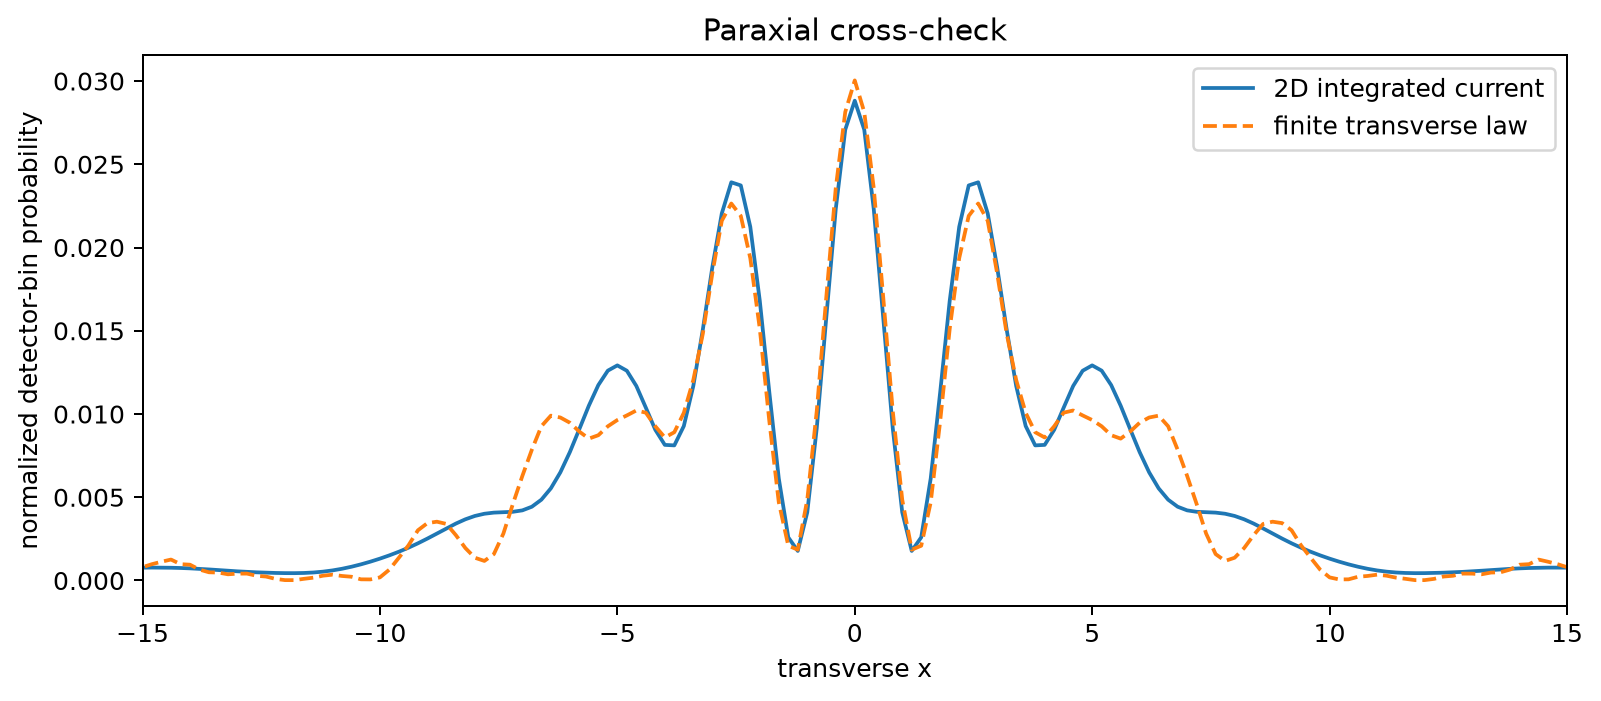 Paraxial cross-check
2D integrated current
finite transverse law
normalized detector-bin probability
0.030
0.025
0.020
0.015
0.010
0.005
0.000
−15
−10
−5
0
5
10
15
transverse x